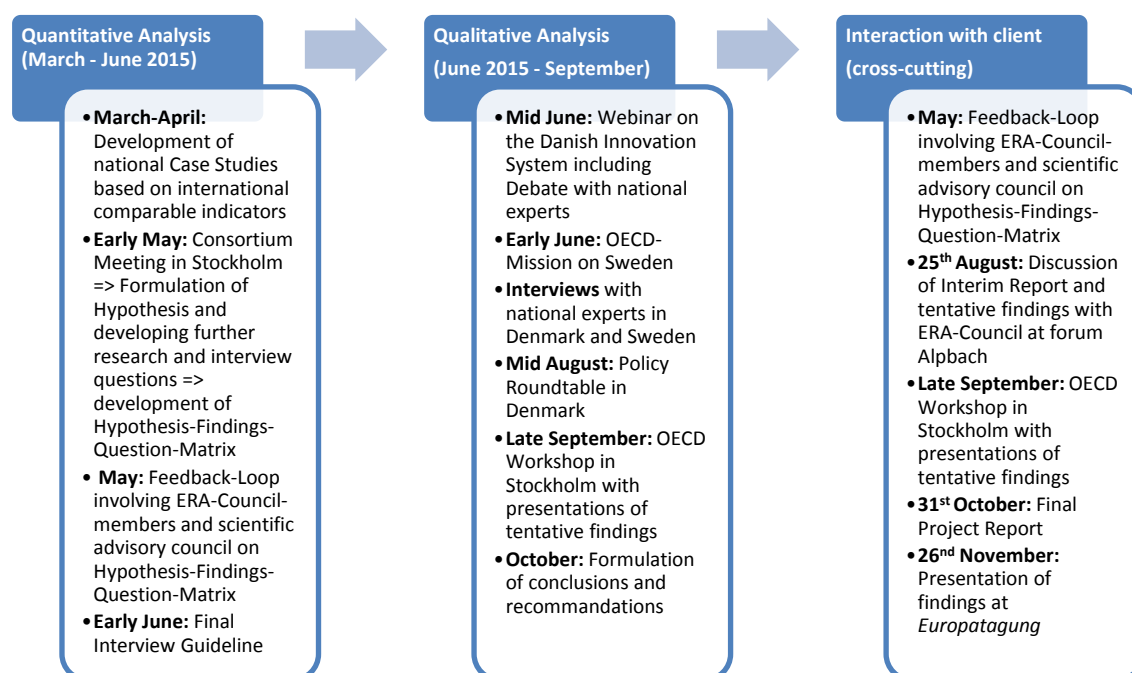 Quantitative Analysis
(March - June 2015)
•March-April:
Development of
national Case Studies
based on international
comparable indicators
•Early May: Consortium
Meeting in Stockholm
=> Formulation of
Hypothesis and
developing further
research and interview
questions =>
development of
Hypothesis-Findings-
Question-Matrix
• May: Feedback-Loop
involving ERA-Council-
members and scientific
advisory council on
Hypothesis-Findings-
Question-Matrix
•Early June: Final
Interview Guideline
Qualitative Analysis
(June 2015 - September)
•Mid June: Webinar on
the Danish Innovation
System including
Debate with national
experts
•Early June: OECD-
Mission on Sweden
•Interviews with
national experts in
Denmark and Sweden
•Mid August: Policy
Roundtable in
Denmark
•Late September: OECD
Workshop in
Stockholm with
presentations of
tentative findings
•October: Formulation
of conclusions and
recommandations
Interaction with client
(cross-cutting)
•May: Feedback-Loop
involving ERA-Council-
members and scientific
advisory council on
Hypothesis-Findings-
Question-Matrix
•25th August: Discussion
of Interim Report and
tentative findings with
ERA-Council at forum
Alpbach
•Late September: OECD
Workshop in
Stockholm with
presentations of
tentative findings
•31st October: Final
Project Report
•26nd November:
Presentation of
findings at
Europatagung